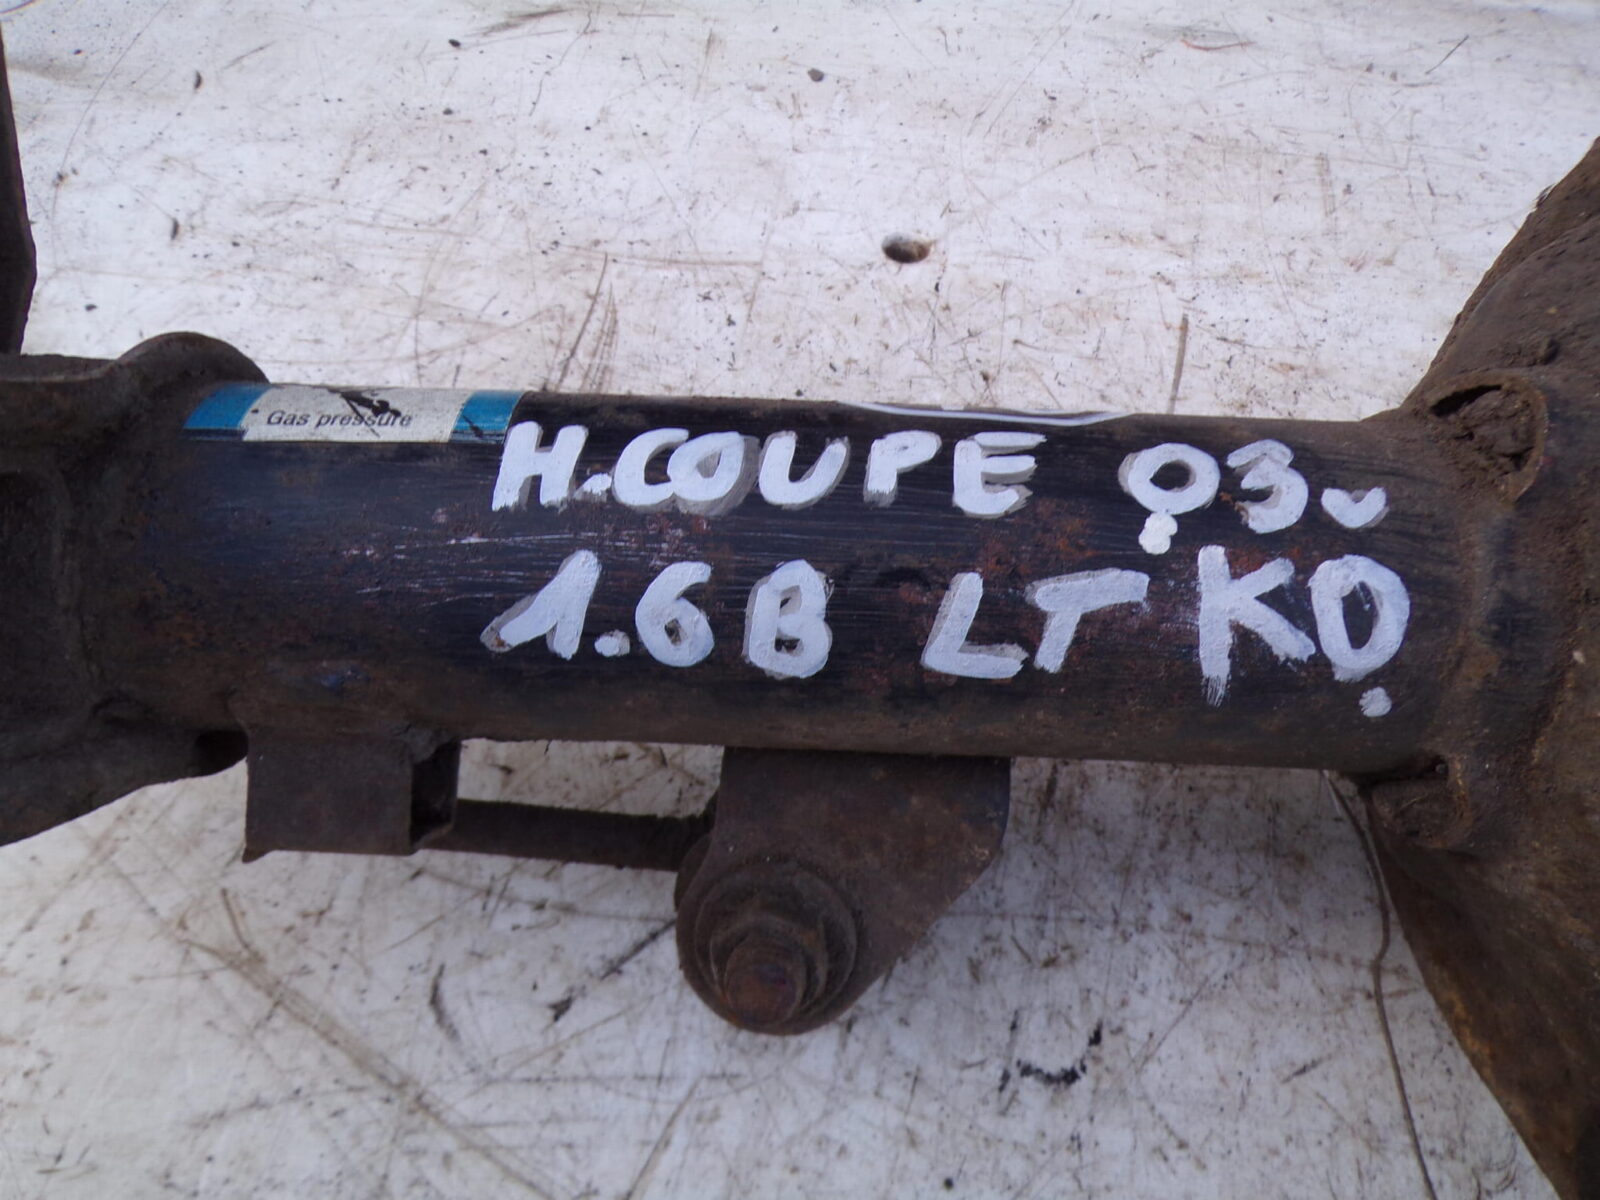 Gas pressure
H.COUPE 03.
1.6B LT KO